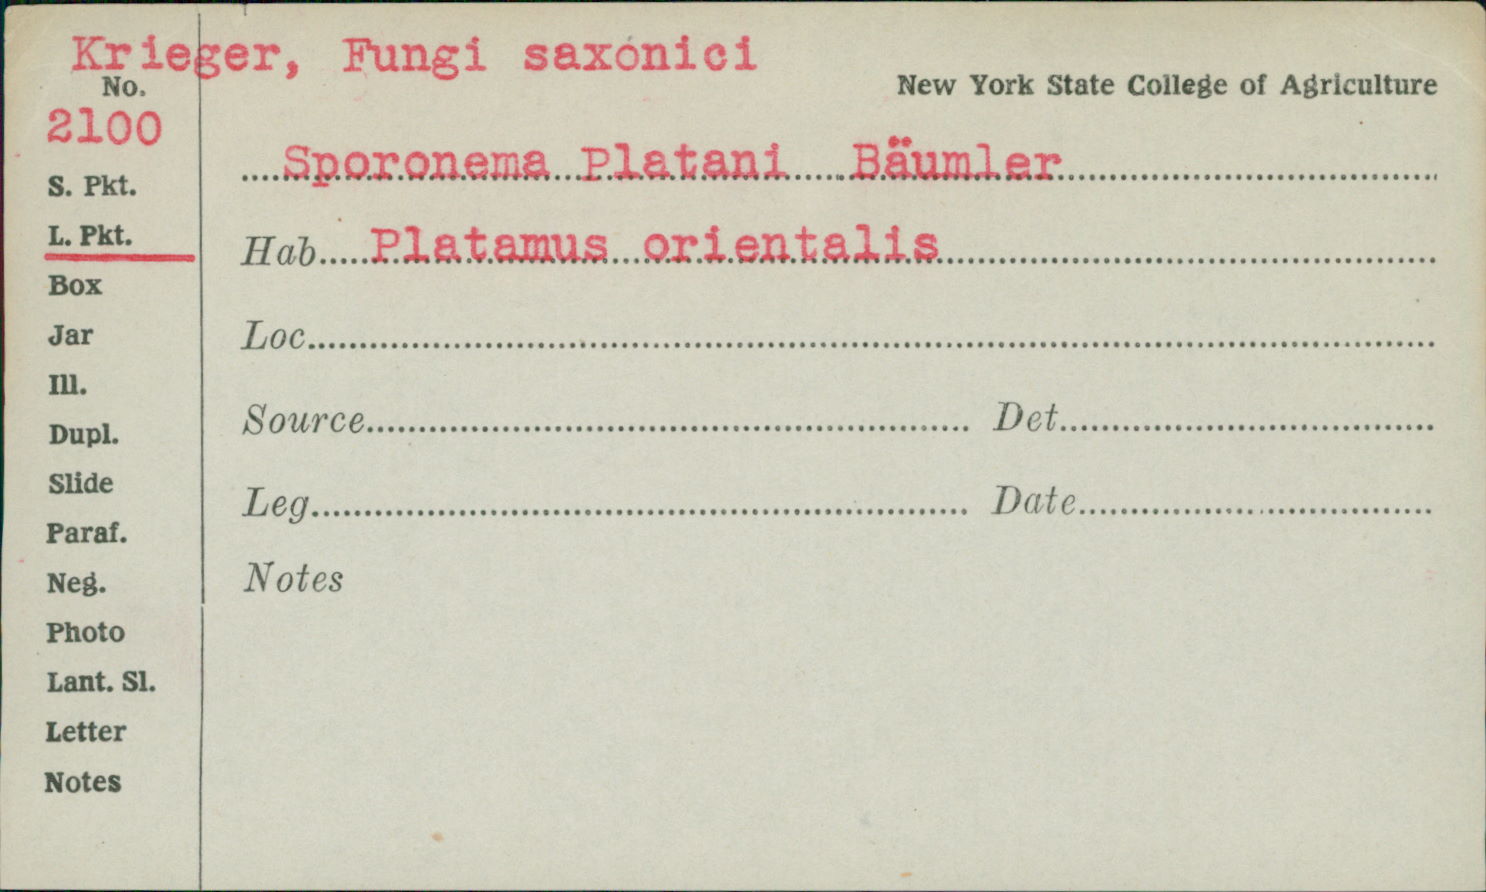 Krieger, Fungi saxonici
No.
New York State College of Agriculture
2100
Sporonema Platani Bäumler
S. Pkt.
L. Pkt.
Hab. Platamus orientalis
Box
Jar
Loc.
Ill.
Source Det.
Dupl.
Slide
Leg. Date
Paraf.
Neg.
Notes
Photo
Lant. Sl.
Letter
Notes